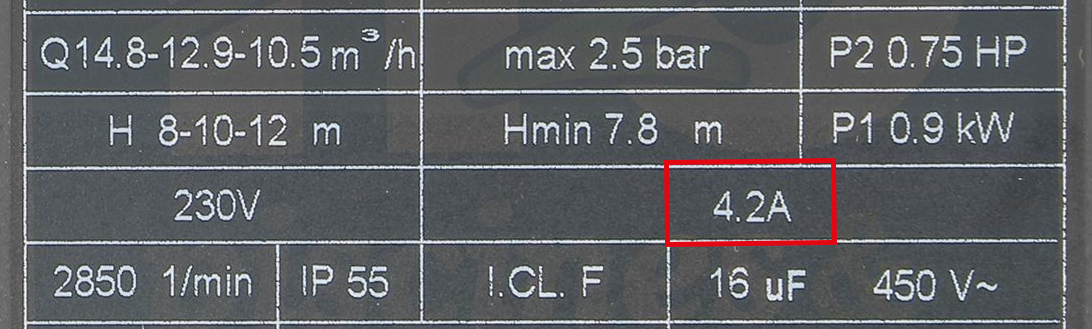 Q14.8-12.9-10.5 m³/h max 2.5 bar P2 0.75 HP
H 8-10-12 m Hmin 7.8 m P1 0.9 kW
230V 4.2A
2850 1/min IP 55 I.CL. F 16 uF 450 V~